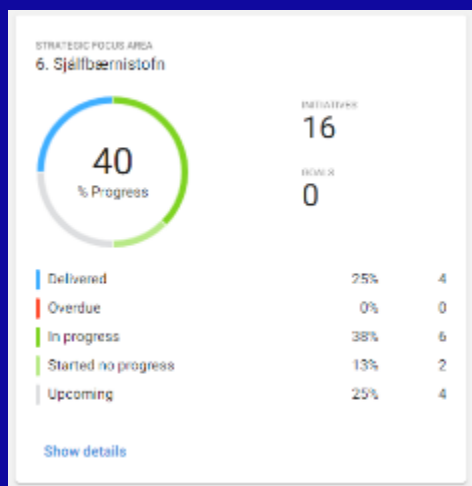 STRATEGIC FOCUS AREA
6. Sjálfbærnistofn
40
% Progress
INITIATIVES
16
GOALS
0
Delivered 25% 4
Overdue 0% 0
In progress 38% 6
Started no progress 13% 2
Upcoming 25% 4
Show details